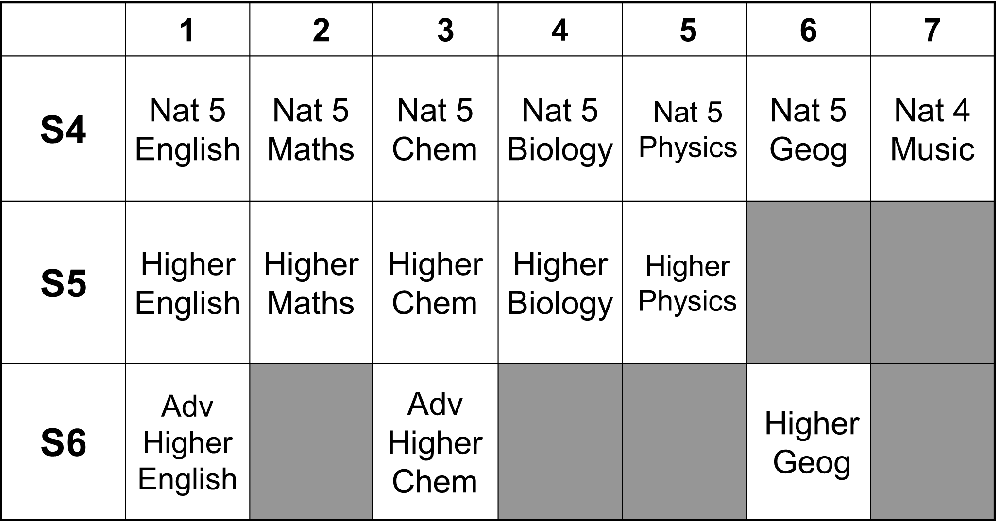 1 2 3 4 5 6 7
S4
Nat 5 Nat 5 Nat 5 Nat 5 Nat 5 Nat 5 Nat 4
English Maths Chem Biology Physics Geog Music
S5
Higher Higher Higher Higher Higher
English Maths Chem Biology Physics
S6
Adv
Higher
English
Adv
Higher
Chem
Higher
Geog